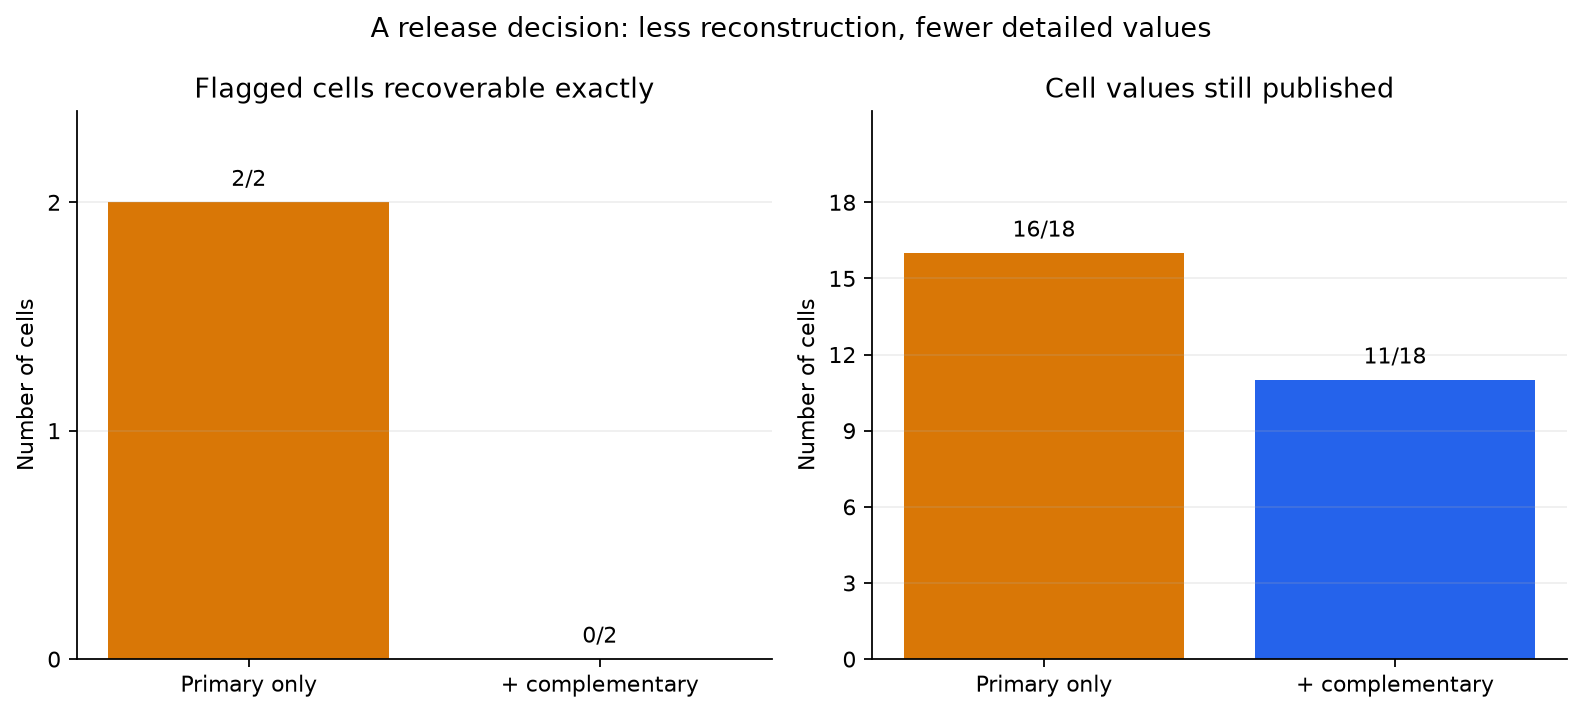 A release decision: less reconstruction, fewer detailed values
Flagged cells recoverable exactly
Number of cells
2
1
0
2/2
0/2
Primary only
+ complementary
Cell values still published
Number of cells
18
15
12
9
6
3
0
16/18
11/18
Primary only
+ complementary